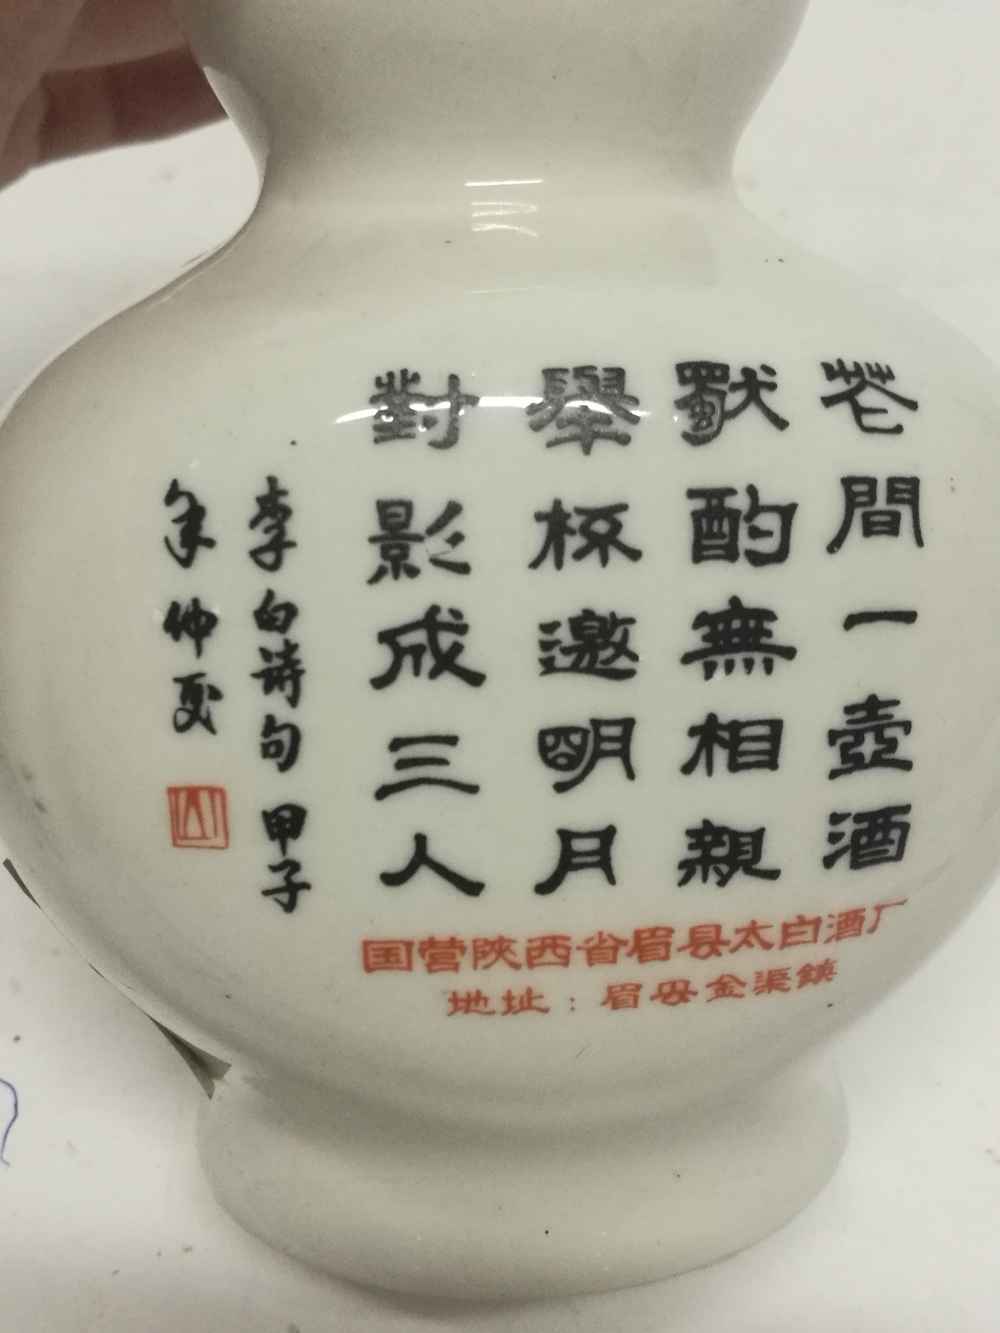 花間一壺酒
獨酌無相親
舉杯邀明月
對影成三人
李白诗句 甲子
国营陕西省眉县太白酒厂
地址：眉县金渠鎮